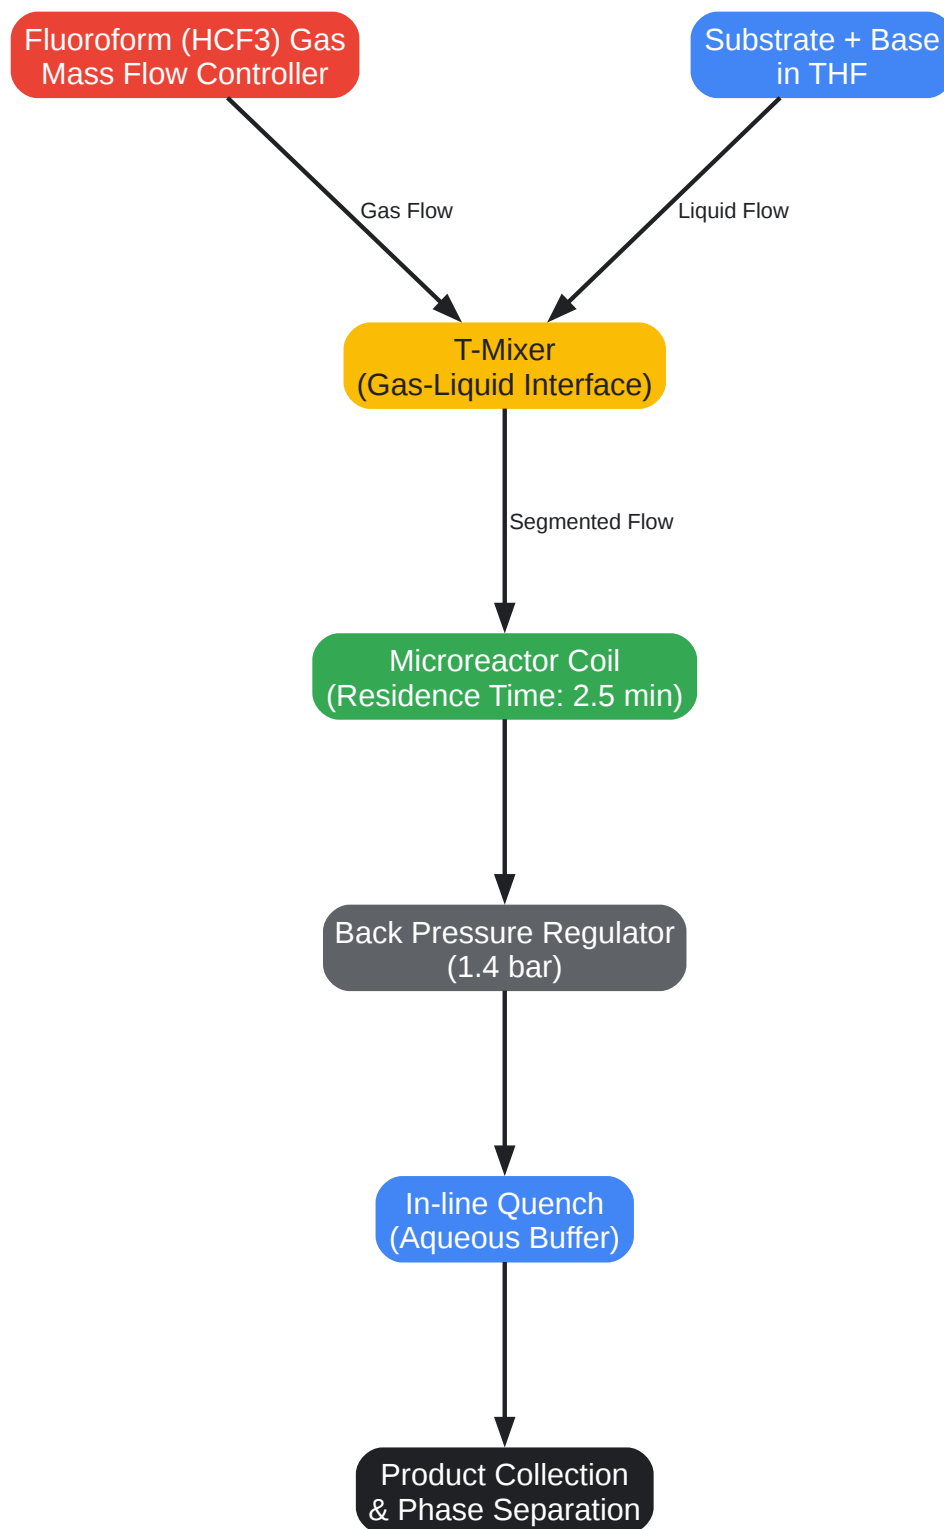 Fluoroform (HCF3) Gas
Mass Flow Controller
Substrate + Base
in THF
Gas Flow
Liquid Flow
T-Mixer
(Gas-Liquid Interface)
Segmented Flow
Microreactor Coil
(Residence Time: 2.5 min)
Back Pressure Regulator
(1.4 bar)
In-line Quench
(Aqueous Buffer)
Product Collection
& Phase Separation